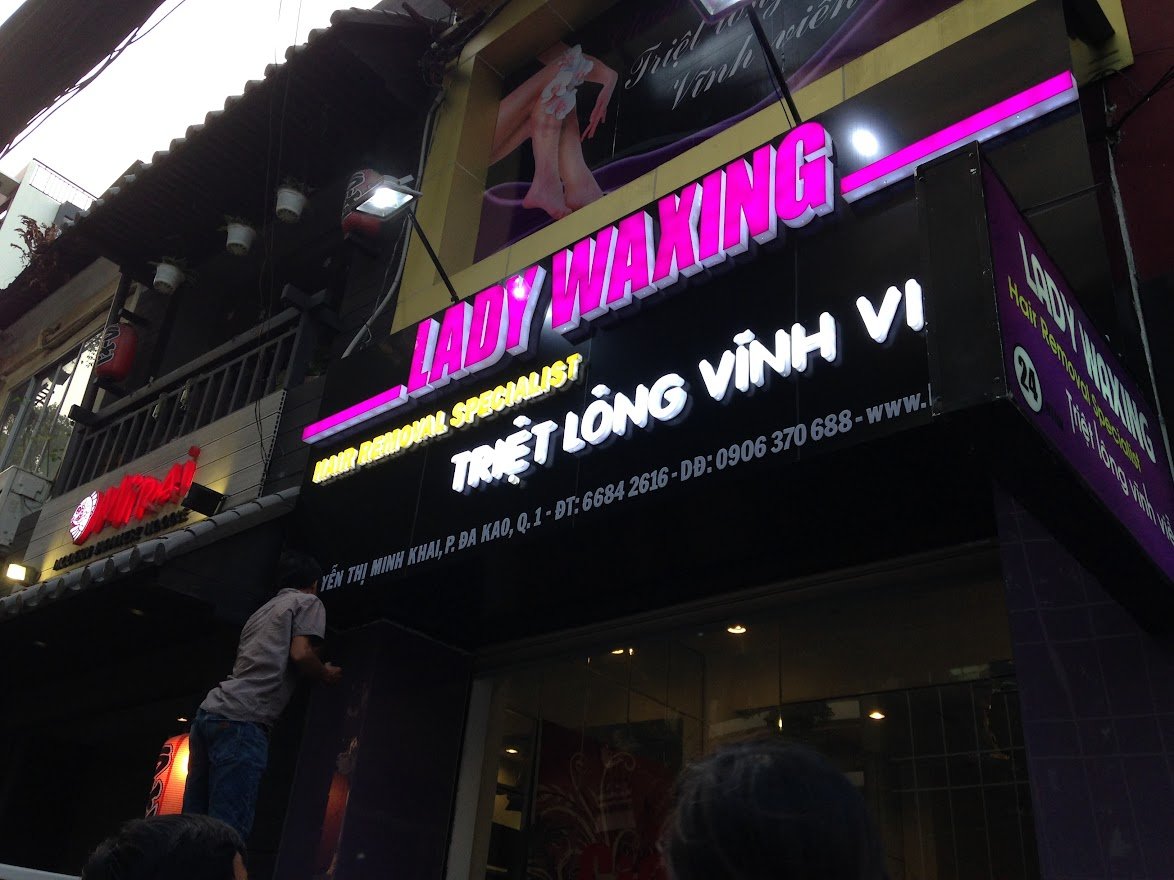 Triệt lông
Vĩnh viễn
LADY WAXING
HAIR REMOVAL SPECIALIST
TRIỆT LÔNG VĨNH VI
YỄN THỊ MINH KHAI, P. ĐA KAO, Q. 1 - ĐT: 6684 2616 - DĐ: 0906 370 688 - www.
LADY WAXING
Hair Removal Specialist
24
Triệt lông vĩnh viễ